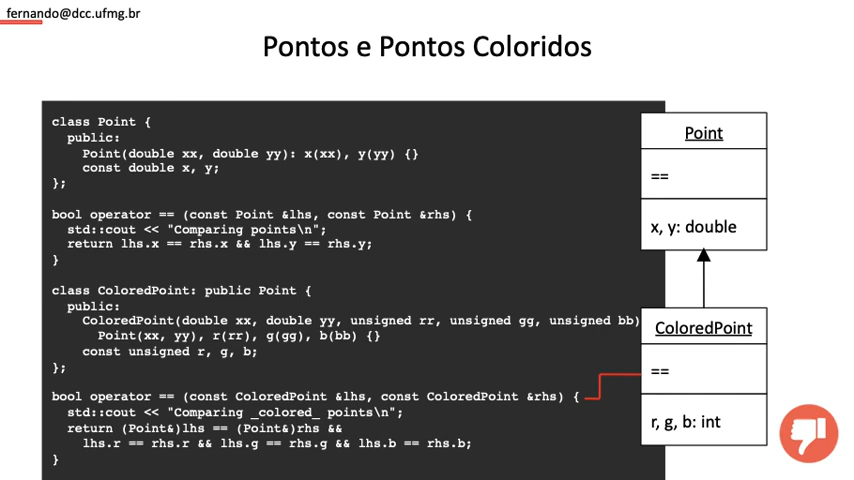 fernando@dcc.ufmg.br
Pontos e Pontos Coloridos
class Point {
public:
Point(double xx, double yy): x(xx), y(yy) {}
const double x, y;
};
bool operator == (const Point &lhs, const Point &rhs) {
std::cout << "Comparing points\n";
return lhs.x == rhs.x && lhs.y == rhs.y;
}
class ColoredPoint: public Point {
public:
ColoredPoint(double xx, double yy, unsigned rr, unsigned gg, unsigned bb)
Point(xx, yy), r(rr), g(gg), b(bb) {}
const unsigned r, g, b;
};
bool operator == (const ColoredPoint &lhs, const ColoredPoint &rhs) {
std::cout << "Comparing _colored_ points\n";
return (Point&)lhs == (Point&)rhs &&
lhs.r == rhs.r && lhs.g == rhs.g && lhs.b == rhs.b;
}
Point
==
x, y: double
ColoredPoint
==
r, g, b: int